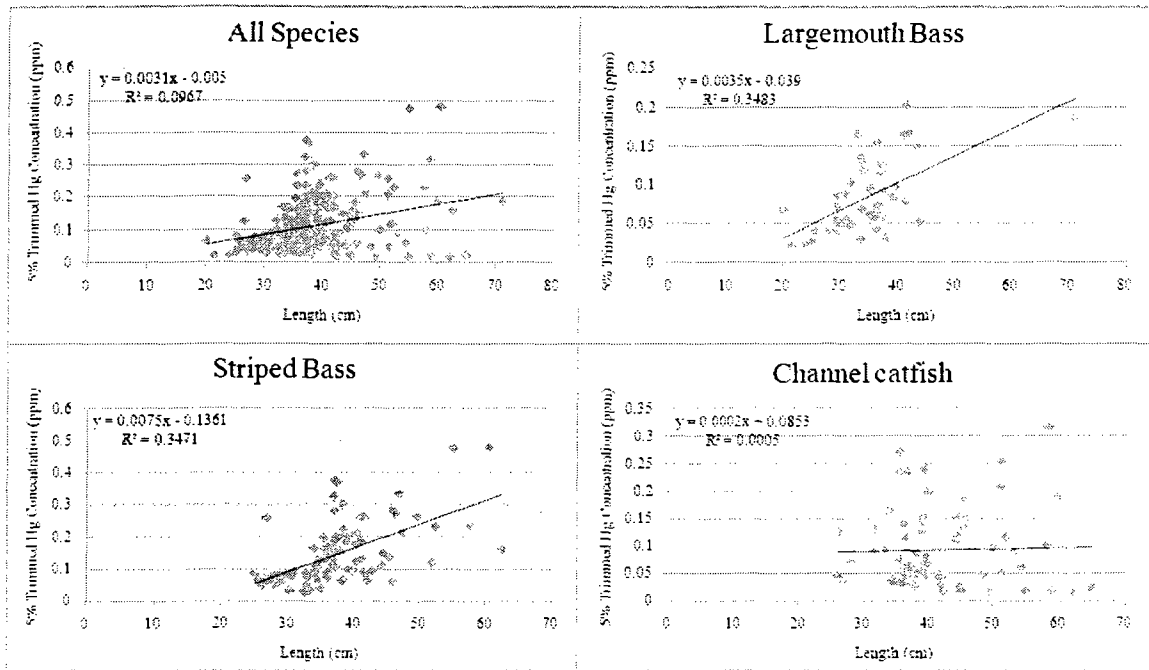 All Species
5% Trimmed Hg Concentration (ppm)
0.6
0.5
0.4
0.3
0.2
0.1
0
y = 0.0031x - 0.005
R² = 0.0967
0 10 20 30 40 50 60 70 80
Length (cm)
Largemouth Bass
5% Trimmed Hg Concentration (ppm)
0.25
0.2
0.15
0.1
0.05
0
y = 0.0035x - 0.039
R² = 0.3483
0 10 20 30 40 50 60 70 80
Length (cm)
Striped Bass
5% Trimmed Hg Concentration (ppm)
0.6
0.5
0.4
0.3
0.2
0.1
0
y = 0.0075x - 0.1361
R² = 0.3471
0 10 20 30 40 50 60 70
Length (cm)
Channel catfish
5% Trimmed Hg Concentration (ppm)
0.35
0.3
0.25
0.2
0.15
0.1
0.05
0
y = 0.0002x + 0.0853
R² = 0.0005
0 10 20 30 40 50 60 70
Length (cm)